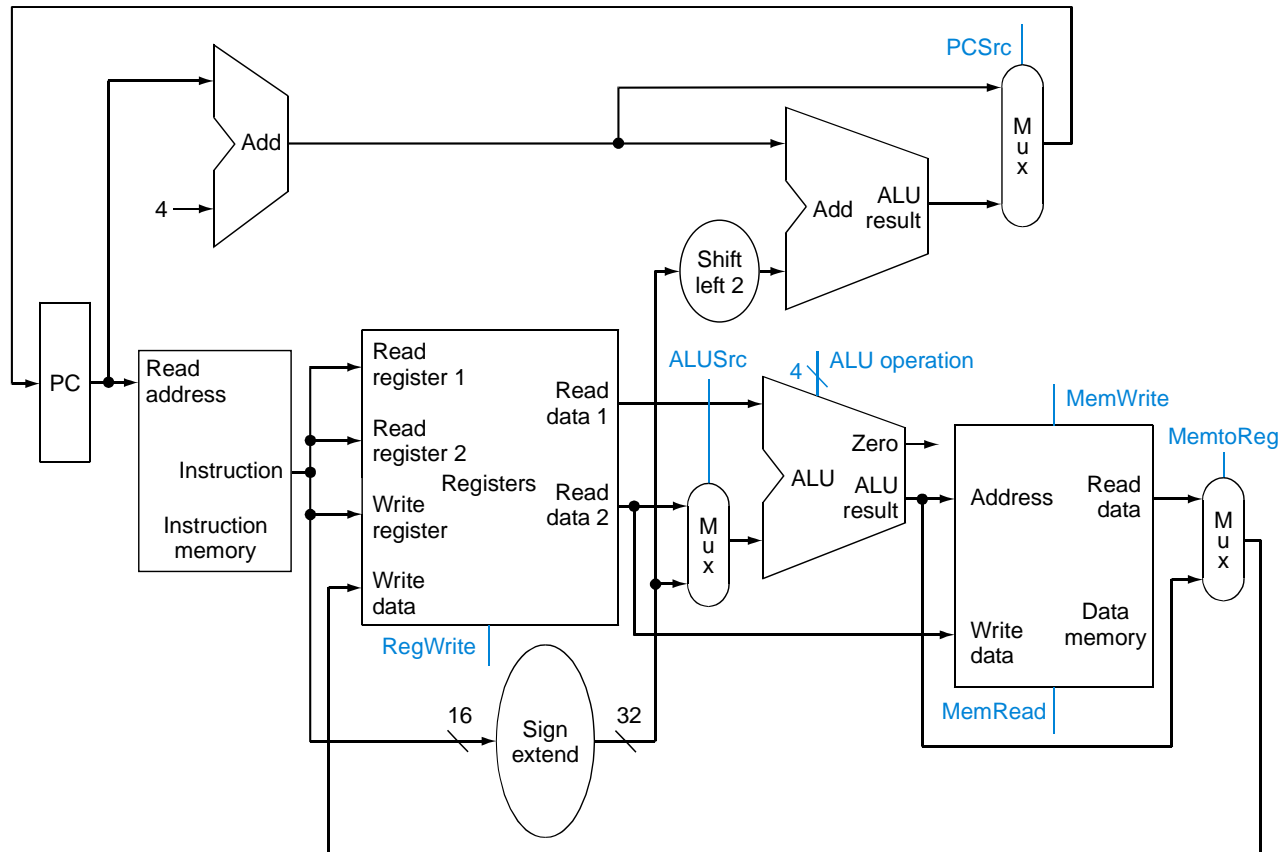 PCSrc
Add
4
M
u
x
Add
ALU
result
Shift
left 2
PC
Read
address
Instruction
Instruction
memory
Read
register 1
Read
register 2
Write
register
Write
data
Registers
Read
data 1
Read
data 2
RegWrite
16
Sign
extend
32
ALUSrc
M
u
x
4
ALU operation
Zero
ALU
ALU
result
MemWrite
Address
Read
data
Write
data
Data
memory
MemRead
MemtoReg
M
u
x